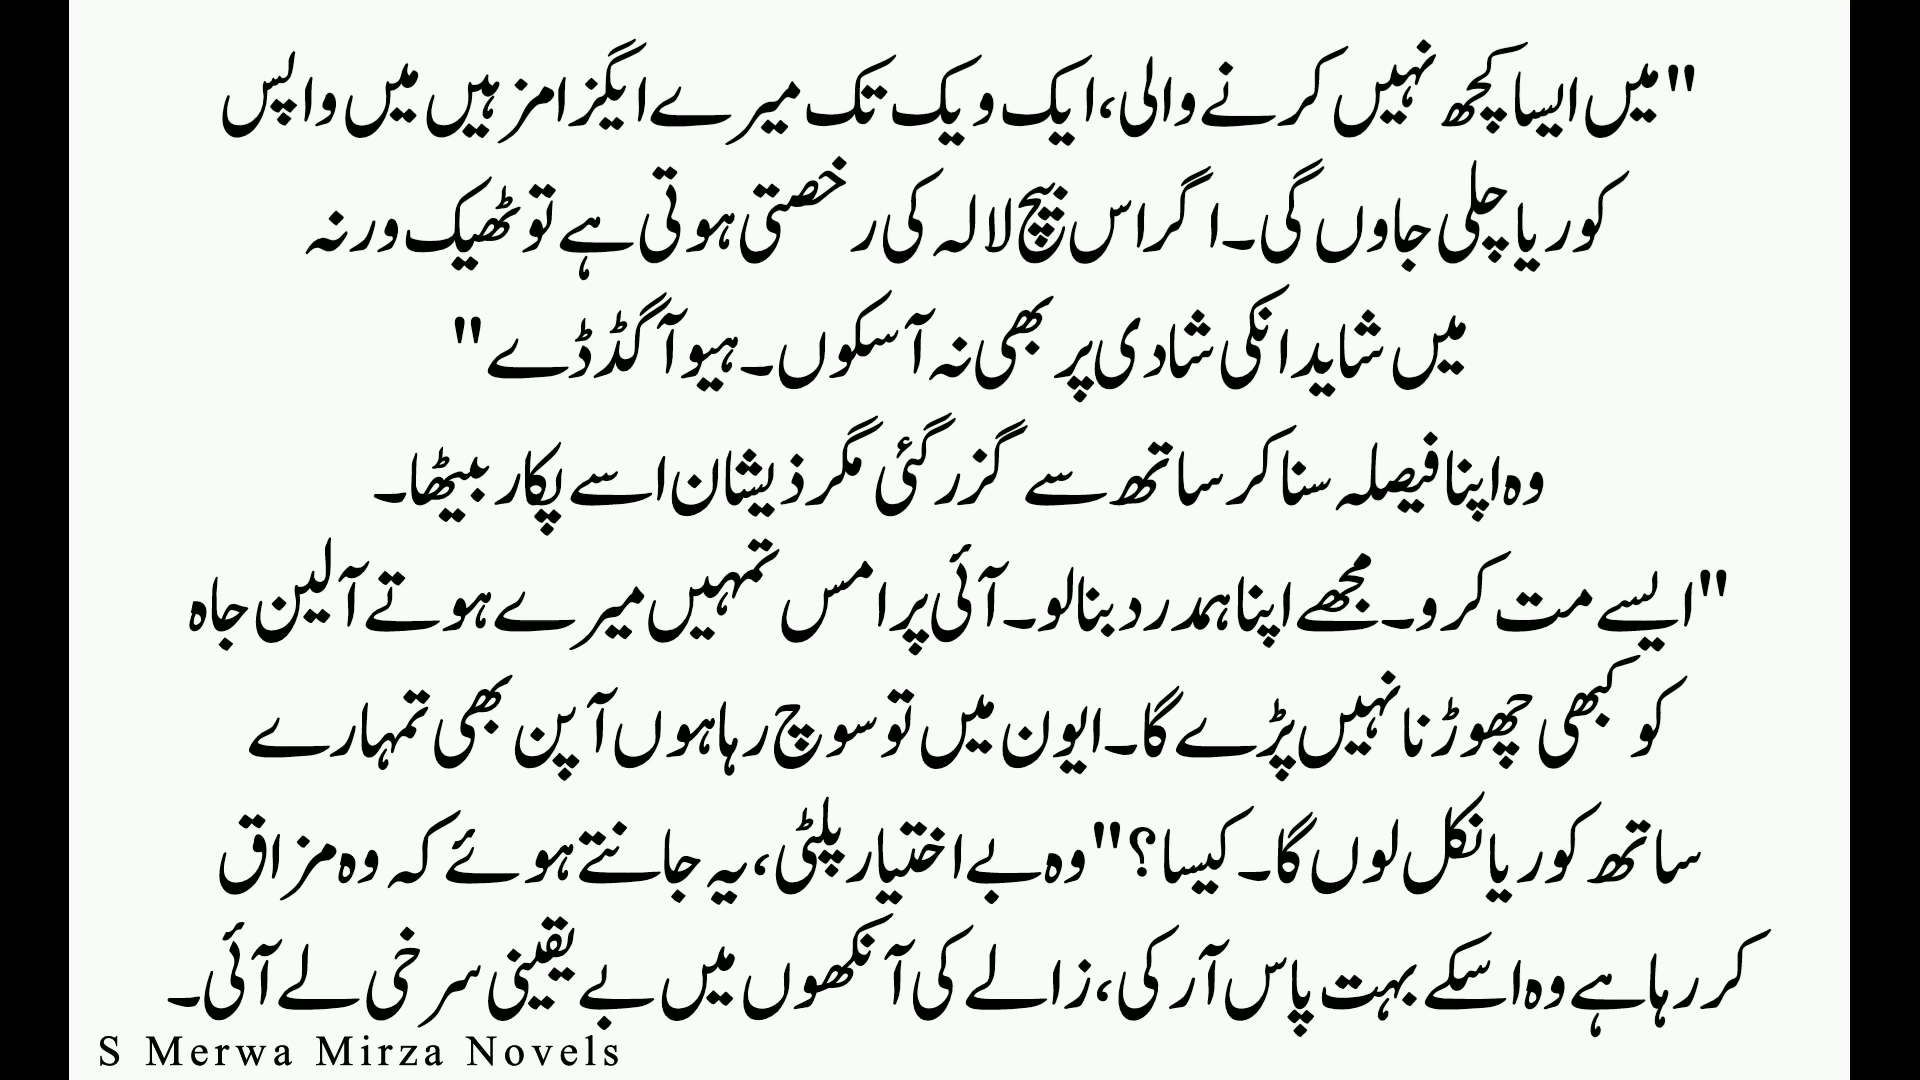 "میں ایسا کچھ نہیں کرنے والی، ایک ویک تک میرے ایگزامز ہیں میں واپس
کوریا چلی جاوں گی۔ اگر اس بیچ لالہ کی رخصتی ہوتی ہے تو ٹھیک ورنہ
میں شاید انکی شادی پر بھی نہ آسکوں۔ ہیو آ گڈ ڈے"
وہ اپنا فیصلہ سنا کر ساتھ سے گزر گئی مگر ذیشان اسے پکار بیٹھا۔
"ایسے مت کرو۔ مجھے اپنا ہمدرد بنا لو۔ آئی پرامس تمہیں میرے ہوتے آلین جاہ
کو کبھی چھوڑنا نہیں پڑے گا۔ ایون میں تو سوچ رہا ہوں آپن بھی تمہارے
ساتھ کوریا نکل لوں گا۔ کیسا؟" وہ بے اختیار پلٹی، یہ جانتے ہوئے کہ وہ مزاق
کر رہا ہے وہ اسکے بہت پاس آ رکی، زالے کی آنکھوں میں بے یقینی سرخی لے آئی۔
S Merwa Mirza Novels